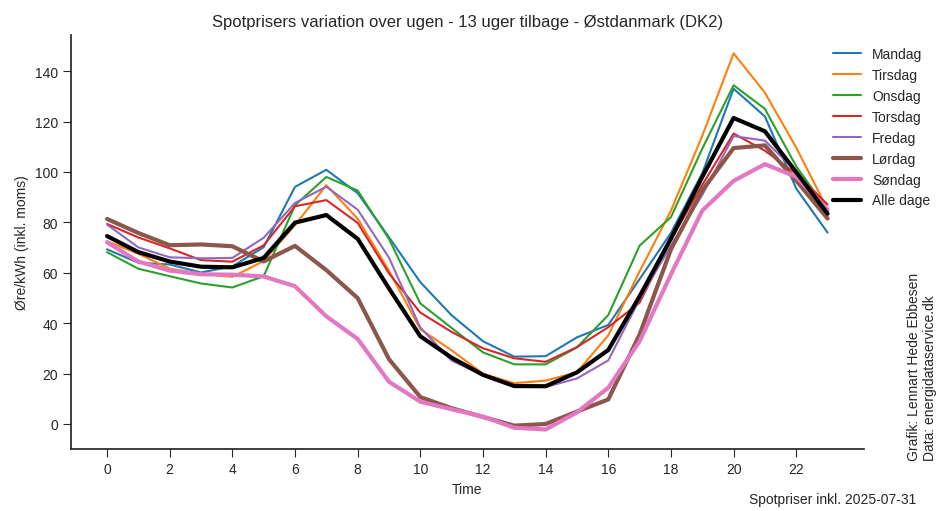 Spotprisers variation over ugen - 13 uger tilbage - Østdanmark (DK2)
Mandag
Tirsdag
Onsdag
Torsdag
Fredag
Lørdag
Søndag
Alle dage
Øre/kWh (inkl. moms)
140
120
100
80
60
40
20
0
0 2 4 6 8 10 12 14 16 18 20 22
Time
Grafik: Lennart Hede Ebbesen
Data: energidataservice.dk
Spotpriser inkl. 2025-07-31